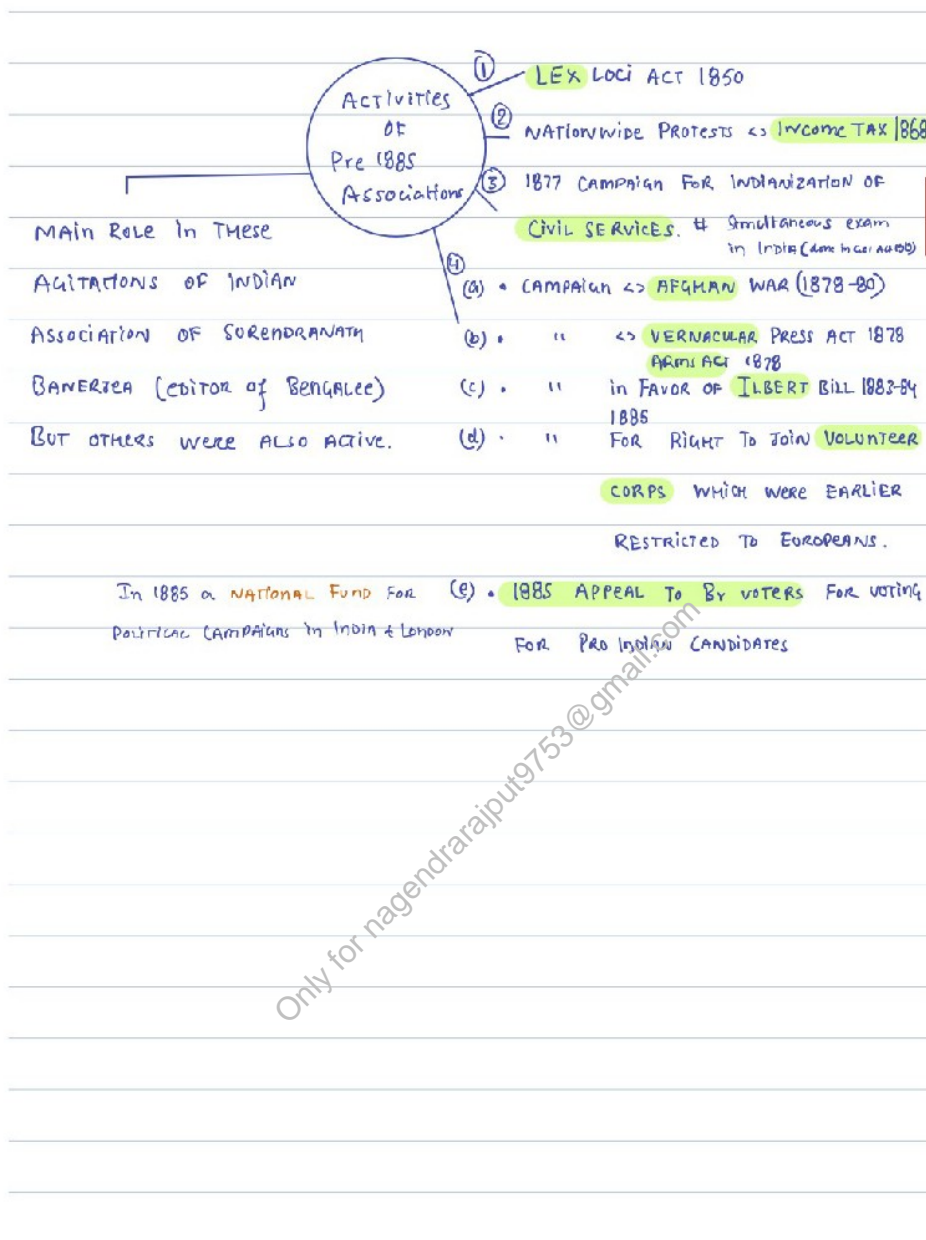 Activities
OF
Pre 1885
Associations
① LEX Loci ACT 1850
② NATionwide PROTESTS <> Income TAX 1868
③ 1877 CAMPAign FOR INDIANIZATION OF
CIVIL SERVICES. # Simultaneous exam
in India
④
(a) • CAMPAIGN <> AFGHAN WAR (1878-80)
(b) • " <> VERNACULAR PRESS ACT 1878
ARMS ACT 1878
(c) • " in FAVOR OF ILBERT BILL 1883-84
1885
(d) • " FOR RIGHT TO JOIN VOLUNTEER
CORPS WHICH WERE EARLIER
RESTRICTED TO EUROPEANS.
(e) • 1885 APPEAL TO Br VOTERS FOR VOTING
FOR PRO INDIAN CANDIDATES
MAIN ROLE IN THESE
AGITATIONS OF INDIAN
ASSOCIATION OF SURENDRANATH
BANERJEA (EDITOR of BENGALEE)
BUT OTHERS WERE ALSO ACTIVE.
In 1885 a NATIONAL FUND FOR
POLITICAL CAMPAIGNS in INDIA & LONDON
Only for nagendrarajput9753@gmail.com